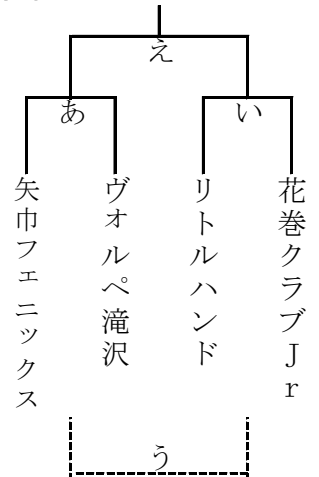 え
あ
い
矢巾フェニックス
ヴォルペ滝沢
リトルハンド
花巻クラブJr
う